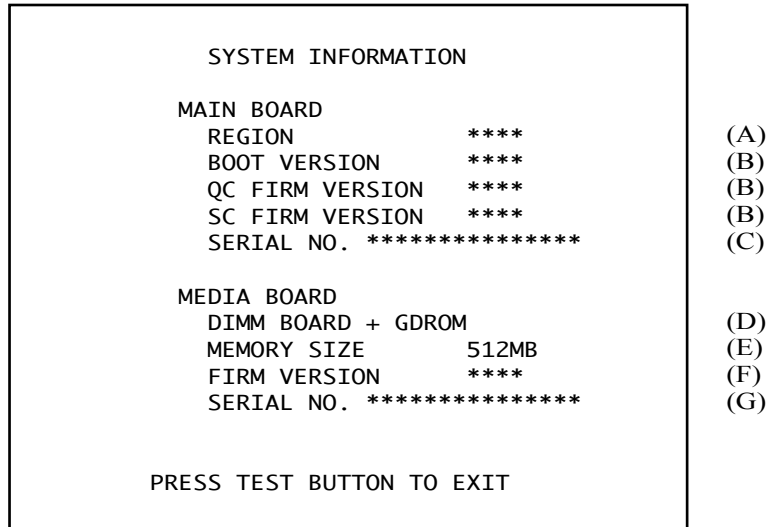 SYSTEM INFORMATION
MAIN BOARD
REGION **** (A)
BOOT VERSION **** (B)
QC FIRM VERSION **** (B)
SC FIRM VERSION **** (B)
SERIAL NO. *************** (C)
MEDIA BOARD
DIMM BOARD + GDROM (D)
MEMORY SIZE 512MB (E)
FIRM VERSION **** (F)
SERIAL NO. *************** (G)
PRESS TEST BUTTON TO EXIT